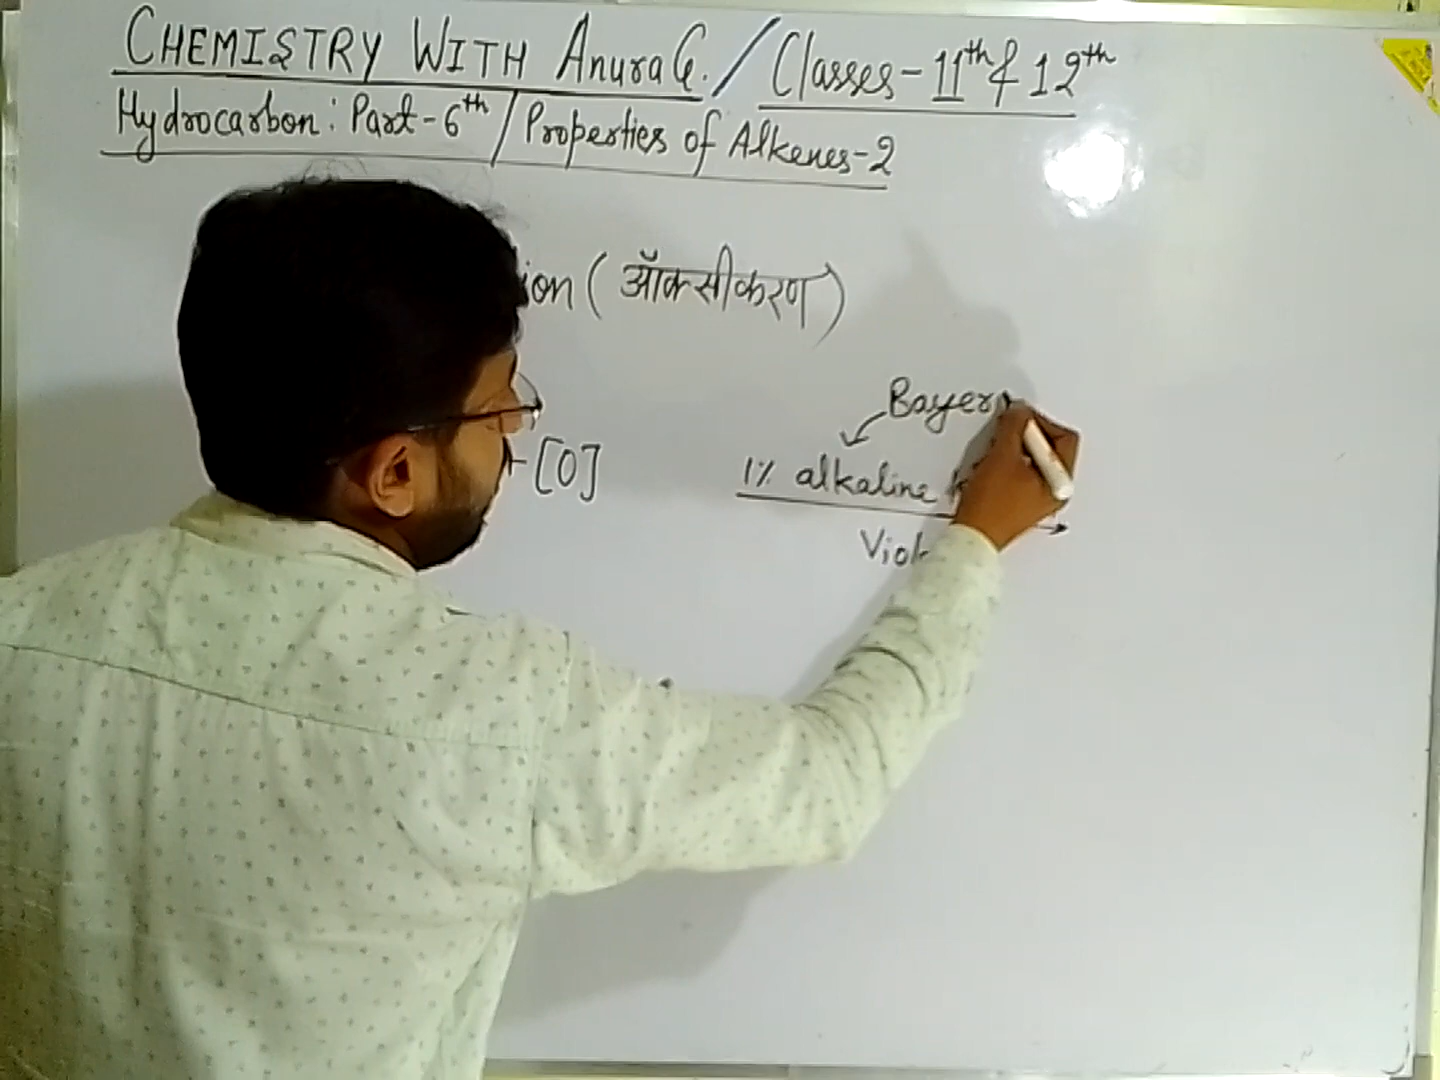 CHEMISTRY WITH AnuraG. / Classes-11th & 12th
Hydrocarbon: Part-6th / Properties of Alkenes-2
ion (ऑक्सीकरण)
Bayer
+ [O] 1% alkaline K
Viol